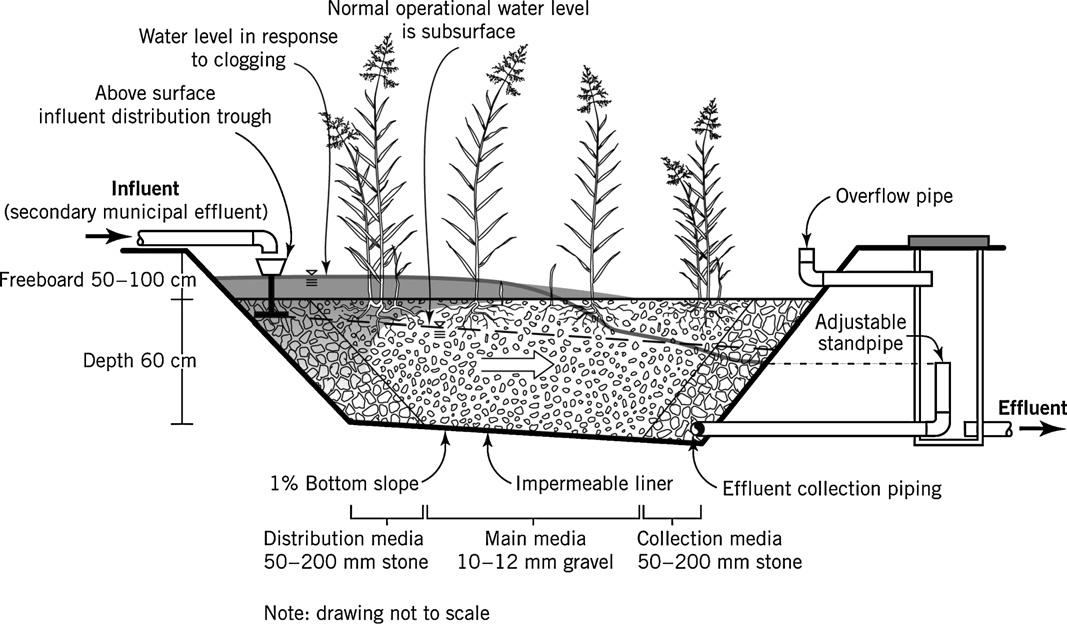 Normal operational water level
is subsurface
Water level in response
to clogging
Above surface
influent distribution trough
Influent
(secondary municipal effluent)
Overflow pipe
Freeboard 50–100 cm
Adjustable
standpipe
Depth 60 cm
Effluent
1% Bottom slope
Impermeable liner
Effluent collection piping
Distribution media
50–200 mm stone
Main media
10–12 mm gravel
Collection media
50–200 mm stone
Note: drawing not to scale